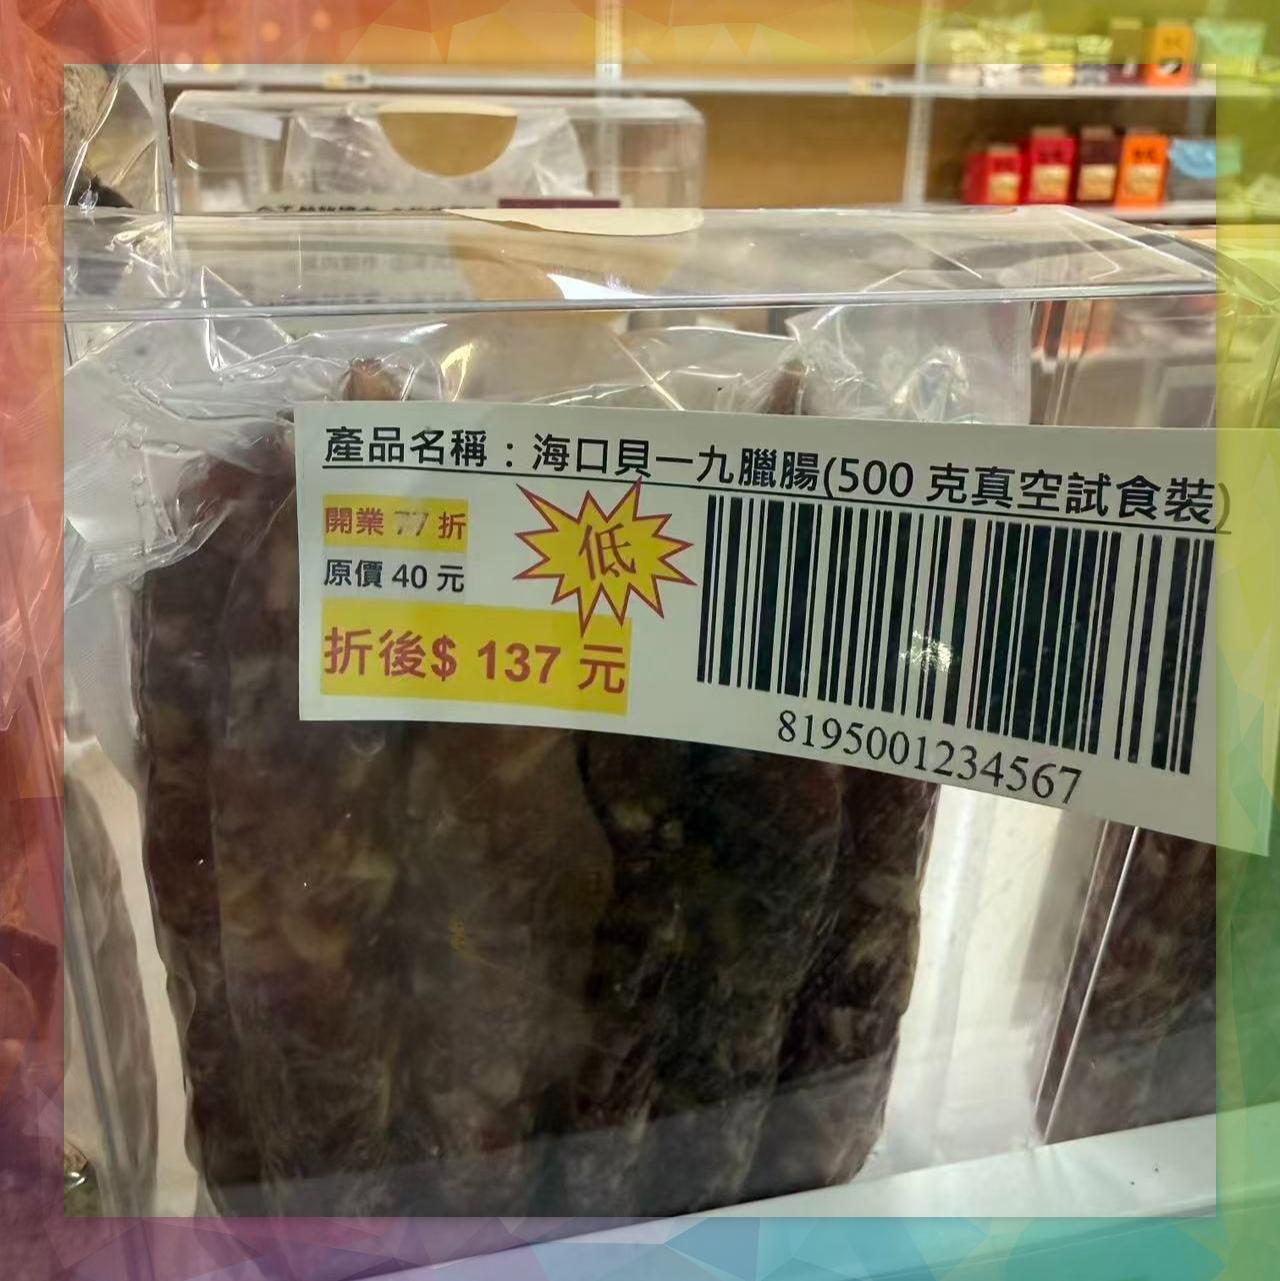 產品名稱：海口貝一九臘腸(500 克真空試食裝)
開業 77 折
原價 40 元
低
折後$ 137 元
8195001234567